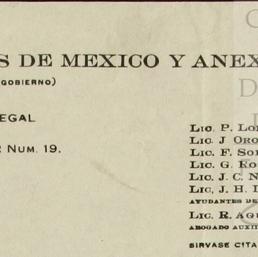 S DE MEXICO Y ANEX
GOBIERNO)
EGAL
R NUM. 19.
LIC. P. LO
LIC. J ORO
LIC. F. SO
LIC. G. RO
LIC. J. C. N
LIC, J. H. L
AYUDANTES DE
LIC. R. AGU
ABOGADO AUXI
SIRVASE CITA